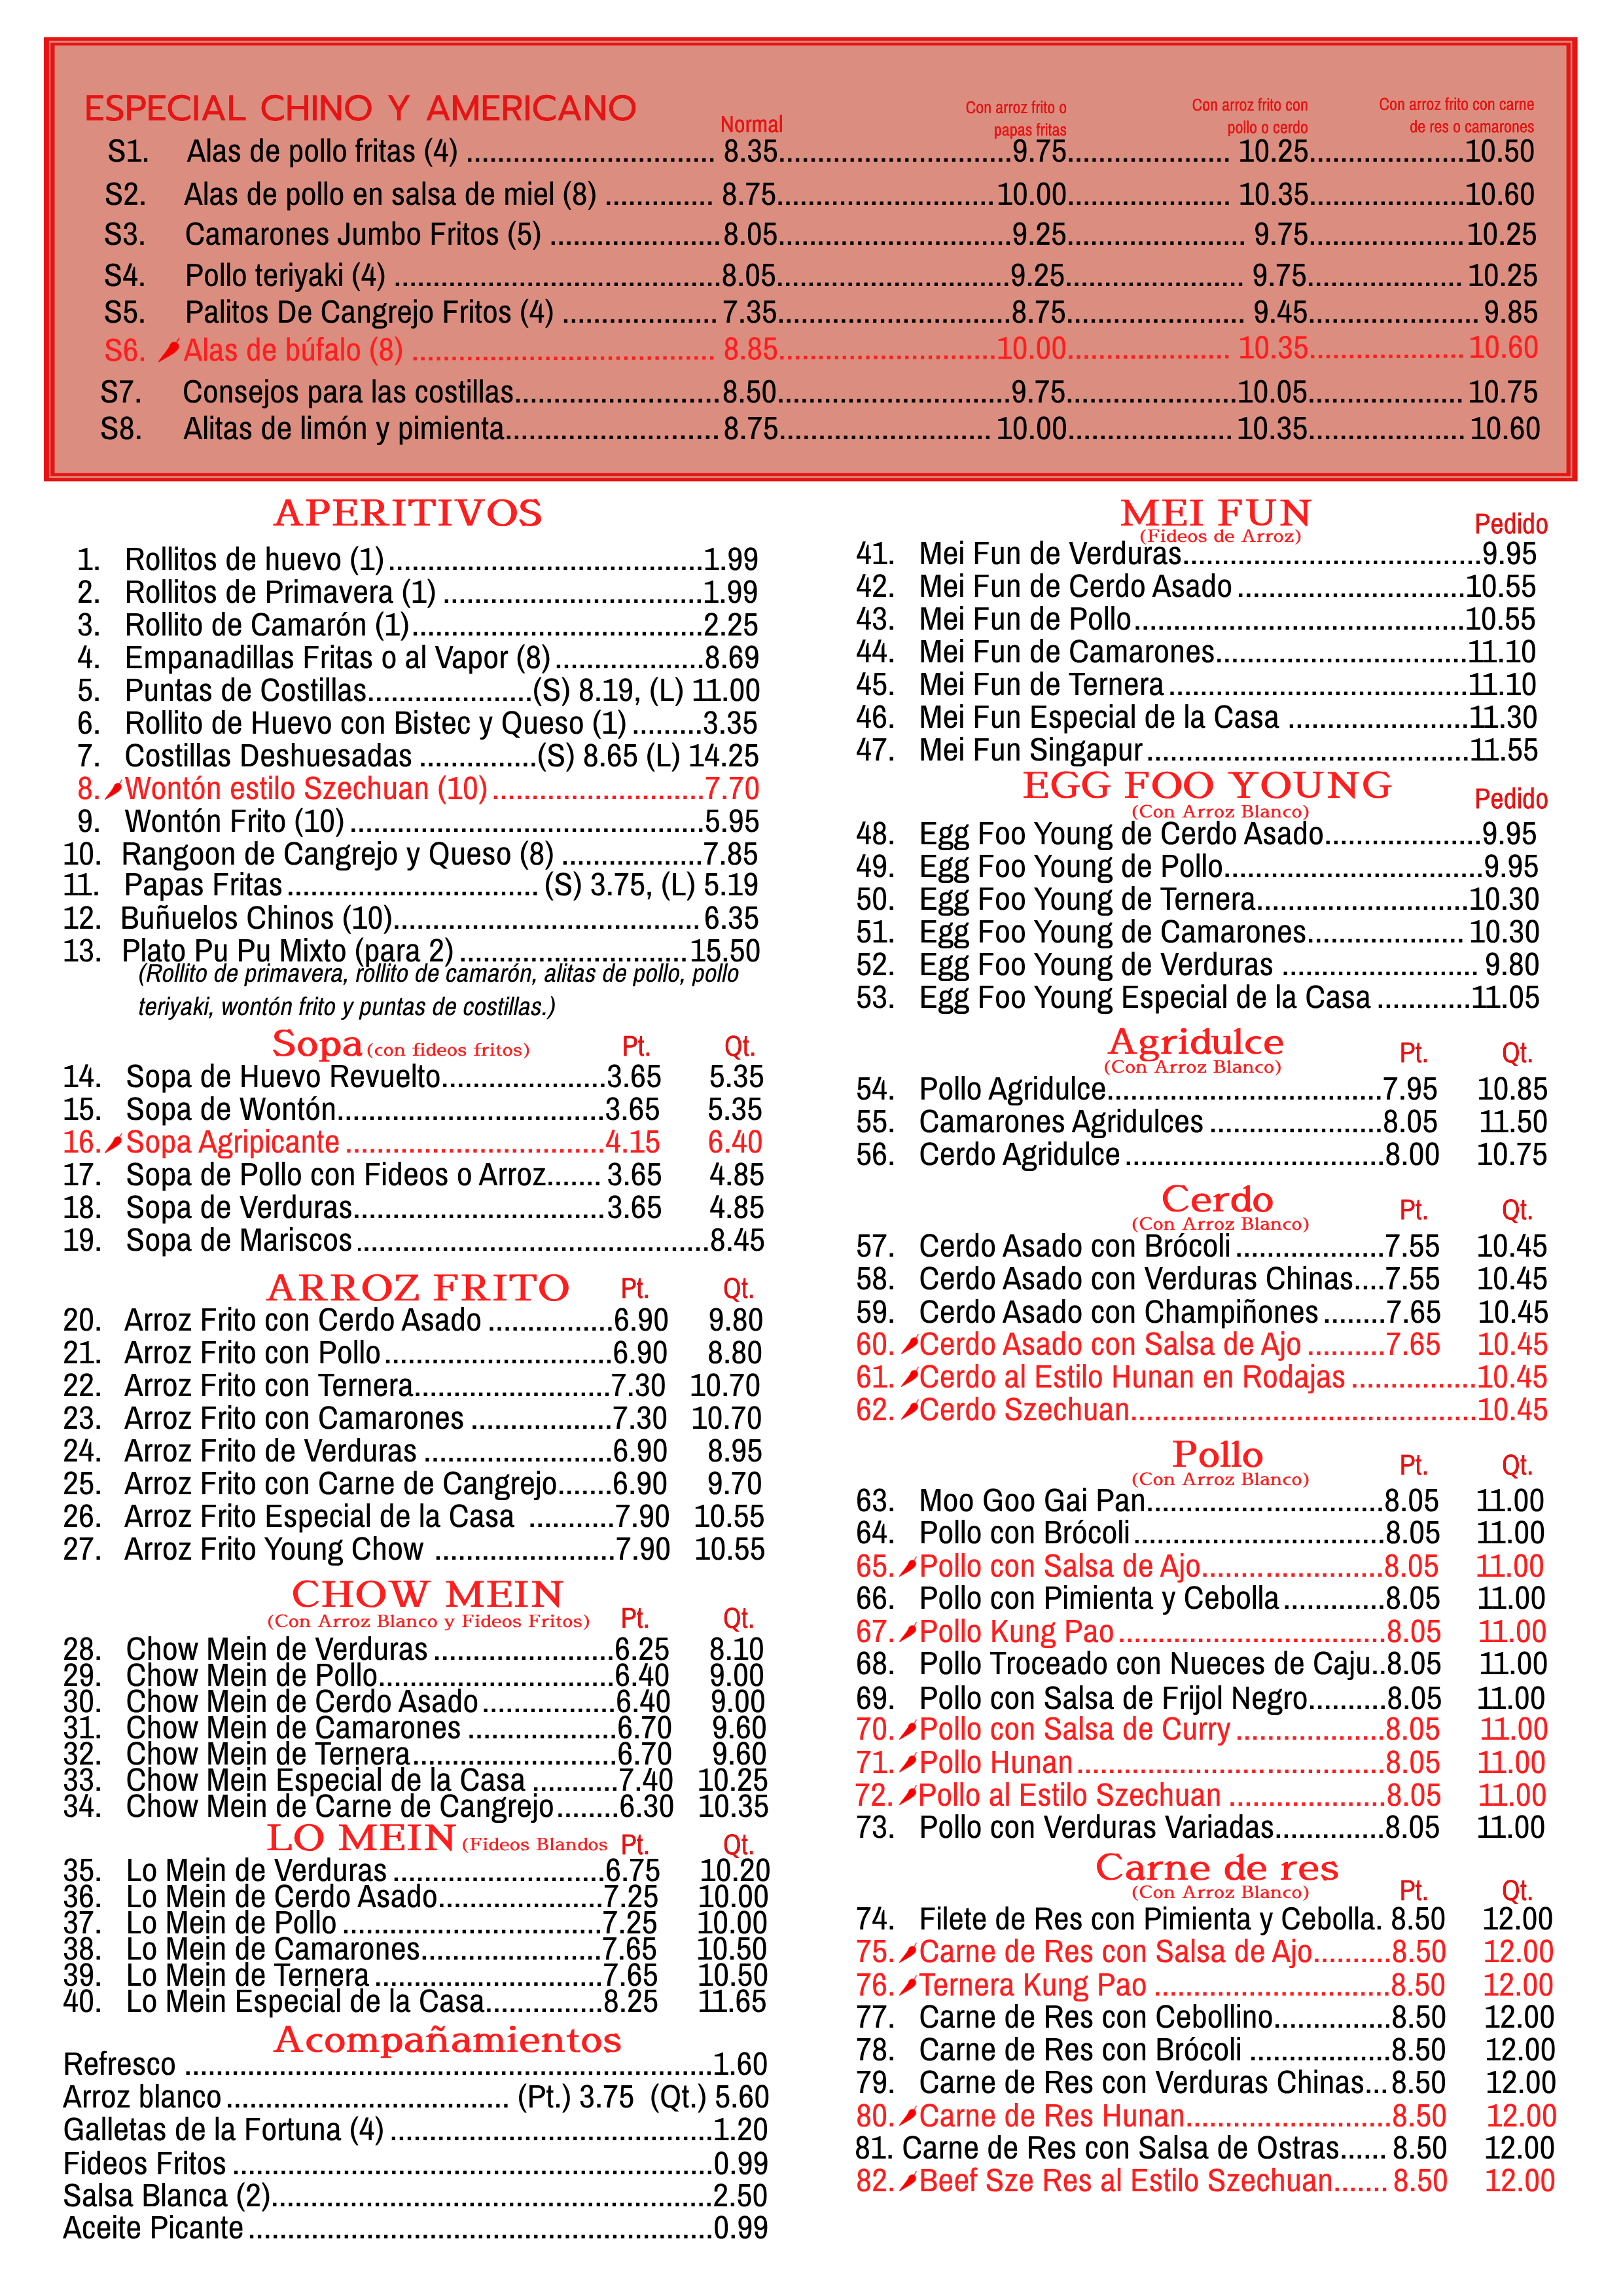 ESPECIAL CHINO Y AMERICANO Normal Con arroz frito o papas fritas Con arroz frito con pollo o cerdo Con arroz frito con carne de res o camarones
S1. Alas de pollo fritas (4) ................................ 8.35..............................9.75..................... 10.25....................10.50
S2. Alas de pollo en salsa de miel (8) .............. 8.75............................10.00..................... 10.35....................10.60
S3. Camarones Jumbo Fritos (5) ......................8.05..............................9.25....................... 9.75....................10.25
S4. Pollo teriyaki (4) ..........................................8.05..............................9.25....................... 9.75.................... 10.25
S5. Palitos De Cangrejo Fritos (4) .................... 7.35..............................8.75....................... 9.45...................... 9.85
S6. Alas de búfalo (8) ....................................... 8.85............................10.00..................... 10.35.................... 10.60
S7. Consejos para las costillas...........................8.50..............................9.75......................10.05.................... 10.75
S8. Alitas de limón y pimienta............................ 8.75........................... 10.00.....................10.35.................... 10.60
APERITIVOS
1. Rollitos de huevo (1) .........................................1.99
2. Rollitos de Primavera (1) ..................................1.99
3. Rollito de Camarón (1)......................................2.25
4. Empanadillas Fritas o al Vapor (8)...................8.69
5. Puntas de Costillas.....................(S) 8.19, (L) 11.00
6. Rollito de Huevo con Bistec y Queso (1) .........3.35
7. Costillas Deshuesadas ...............(S) 8.65 (L) 14.25
8. Wontón estilo Szechuan (10) ...........................7.70
9. Wontón Frito (10) ..............................................5.95
10. Rangoon de Cangrejo y Queso (8) ..................7.85
11. Papas Fritas ................................ (S) 3.75, (L) 5.19
12. Buñuelos Chinos (10)........................................ 6.35
13. Plato Pu Pu Mixto (para 2) ..............................15.50
(Rollito de primavera, rollito de camarón, alitas de pollo, pollo
teriyaki, wontón frito y puntas de costillas.)
Sopa (con fideos fritos) Pt. Qt.
14. Sopa de Huevo Revuelto.....................3.65 5.35
15. Sopa de Wontón..................................3.65 5.35
16. Sopa Agripicante .................................4.15 6.40
17. Sopa de Pollo con Fideos o Arroz....... 3.65 4.85
18. Sopa de Verduras................................3.65 4.85
19. Sopa de Mariscos .............................................8.45
ARROZ FRITO Pt. Qt.
20. Arroz Frito con Cerdo Asado ................6.90 9.80
21. Arroz Frito con Pollo .............................6.90 8.80
22. Arroz Frito con Ternera.........................7.30 10.70
23. Arroz Frito con Camarones ..................7.30 10.70
24. Arroz Frito de Verduras ........................6.90 8.95
25. Arroz Frito con Carne de Cangrejo.......6.90 9.70
26. Arroz Frito Especial de la Casa ...........7.90 10.55
27. Arroz Frito Young Chow .......................7.90 10.55
CHOW MEIN
(Con Arroz Blanco y Fideos Fritos) Pt. Qt.
28. Chow Mein de Verduras .......................6.25 8.10
29. Chow Mein de Pollo..............................6.40 9.00
30. Chow Mein de Cerdo Asado .................6.40 9.00
31. Chow Mein de Camarones ...................6.70 9.60
32. Chow Mein de Ternera..........................6.70 9.60
33. Chow Mein Especial de la Casa ...........7.40 10.25
34. Chow Mein de Carne de Cangrejo........6.30 10.35
LO MEIN (Fideos Blandos Pt. Qt.
35. Lo Mein de Verduras ...........................6.75 10.20
36. Lo Mein de Cerdo Asado.....................7.25 10.00
37. Lo Mein de Pollo .................................7.25 10.00
38. Lo Mein de Camarones.......................7.65 10.50
39. Lo Mein de Ternera .............................7.65 10.50
40. Lo Mein Especial de la Casa...............8.25 11.65
Acompañamientos
Refresco ....................................................................1.60
Arroz blanco .................................... (Pt.) 3.75 (Qt.) 5.60
Galletas de la Fortuna (4) .........................................1.20
Fideos Fritos .............................................................0.99
Salsa Blanca (2).........................................................2.50
Aceite Picante ...........................................................0.99
MEI FUN
(Fideos de Arroz) Pedido
41. Mei Fun de Verduras......................................9.95
42. Mei Fun de Cerdo Asado .............................10.55
43. Mei Fun de Pollo ..........................................10.55
44. Mei Fun de Camarones................................11.10
45. Mei Fun de Ternera ......................................11.10
46. Mei Fun Especial de la Casa .......................11.30
47. Mei Fun Singapur .........................................11.55
EGG FOO YOUNG
(Con Arroz Blanco) Pedido
48. Egg Foo Young de Cerdo Asado....................9.95
49. Egg Foo Young de Pollo.................................9.95
50. Egg Foo Young de Ternera...........................10.30
51. Egg Foo Young de Camarones.................... 10.30
52. Egg Foo Young de Verduras ......................... 9.80
53. Egg Foo Young Especial de la Casa ............11.05
Agridulce
(Con Arroz Blanco) Pt. Qt.
54. Pollo Agridulce...................................7.95 10.85
55. Camarones Agridulces ......................8.05 11.50
56. Cerdo Agridulce .................................8.00 10.75
Cerdo
(Con Arroz Blanco) Pt. Qt.
57. Cerdo Asado con Brócoli ...................7.55 10.45
58. Cerdo Asado con Verduras Chinas....7.55 10.45
59. Cerdo Asado con Champiñones ........7.65 10.45
60. Cerdo Asado con Salsa de Ajo ..........7.65 10.45
61. Cerdo al Estilo Hunan en Rodajas ................10.45
62. Cerdo Szechuan............................................10.45
Pollo
(Con Arroz Blanco) Pt. Qt.
63. Moo Goo Gai Pan..............................8.05 11.00
64. Pollo con Brócoli ................................8.05 11.00
65. Pollo con Salsa de Ajo.......................8.05 11.00
66. Pollo con Pimienta y Cebolla .............8.05 11.00
67. Pollo Kung Pao ..................................8.05 11.00
68. Pollo Troceado con Nueces de Caju..8.05 11.00
69. Pollo con Salsa de Frijol Negro..........8.05 11.00
70. Pollo con Salsa de Curry ...................8.05 11.00
71. Pollo Hunan .......................................8.05 11.00
72. Pollo al Estilo Szechuan ....................8.05 11.00
73. Pollo con Verduras Variadas..............8.05 11.00
Carne de res
(Con Arroz Blanco) Pt. Qt.
74. Filete de Res con Pimienta y Cebolla. 8.50 12.00
75. Carne de Res con Salsa de Ajo..........8.50 12.00
76. Ternera Kung Pao ..............................8.50 12.00
77. Carne de Res con Cebollino...............8.50 12.00
78. Carne de Res con Brócoli ..................8.50 12.00
79. Carne de Res con Verduras Chinas...8.50 12.00
80. Carne de Res Hunan..........................8.50 12.00
81. Carne de Res con Salsa de Ostras...... 8.50 12.00
82. Beef Sze Res al Estilo Szechuan....... 8.50 12.00